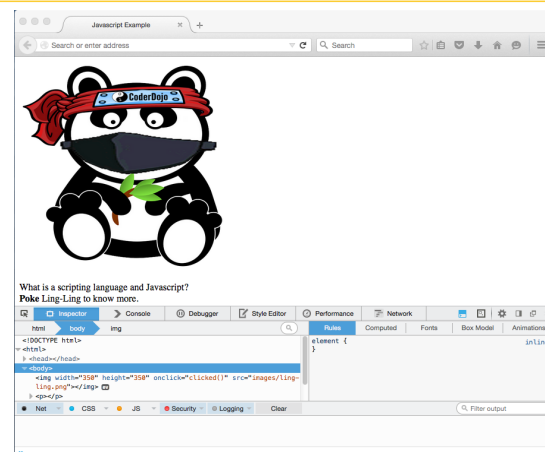 Javascript Example
Search or enter address
Search
CoderDojo
What is a scripting language and Javascript?
Poke Ling-Ling to know more.
Inspector Console Debugger Style Editor Performance Network
html body img Rules Computed Fonts Box Model Animations
<!DOCTYPE html> element { inlin
<html> }
<head></head>
<body>
<img width="350" height="350" onclick="clicked()" src="images/ling-
ling.png"></img> ev
<p></p>
Net CSS JS Security Logging Clear Filter output